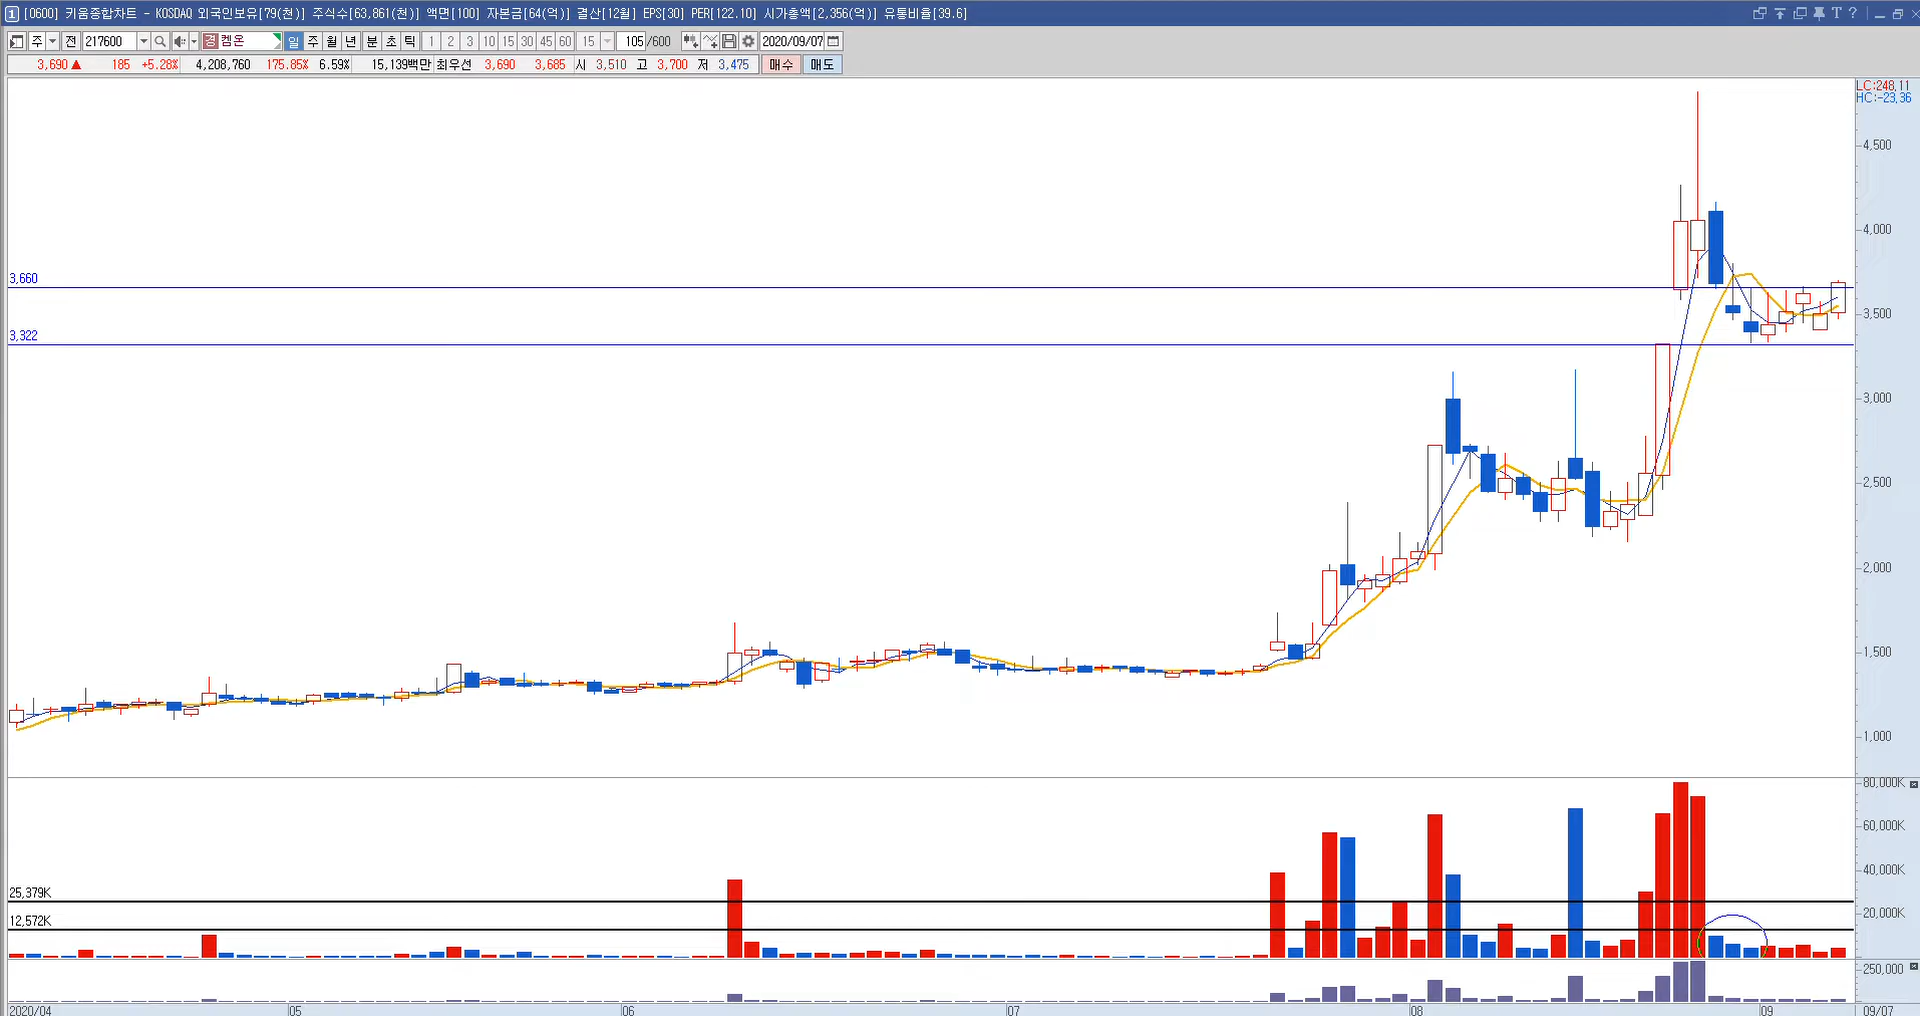 1 [0600] 키움종합차트 - KOSDAQ 외국인보유[79(천)] 주식수[63,861(천)] 액면[100] 자본금[64(억)] 결산[12월] EPS[30] PER[122.10] 시가총액[2,356(억)] 유통비율[39.6] T ?
주 전 217600 경 켐온 일 주 월 년 분 초 틱 1 2 3 10 15 30 45 60 15 105 /600 2020/09/07
3,690 ▲ 185 +5.28% 4,208,760 175.85% 6.59% 15,139백만 최우선 3,690 3,685 시 3,510 고 3,700 저 3,475 매수 매도
LC:248,11
HC:-23,36
4,500
4,000
3,660
3,500
3,322
3,000
2,500
2,000
1,500
1,000
80,000K
60,000K
40,000K
25,379K
20,000K
12,572K
250,000
2020/04 05 06 07 08 09 09/07